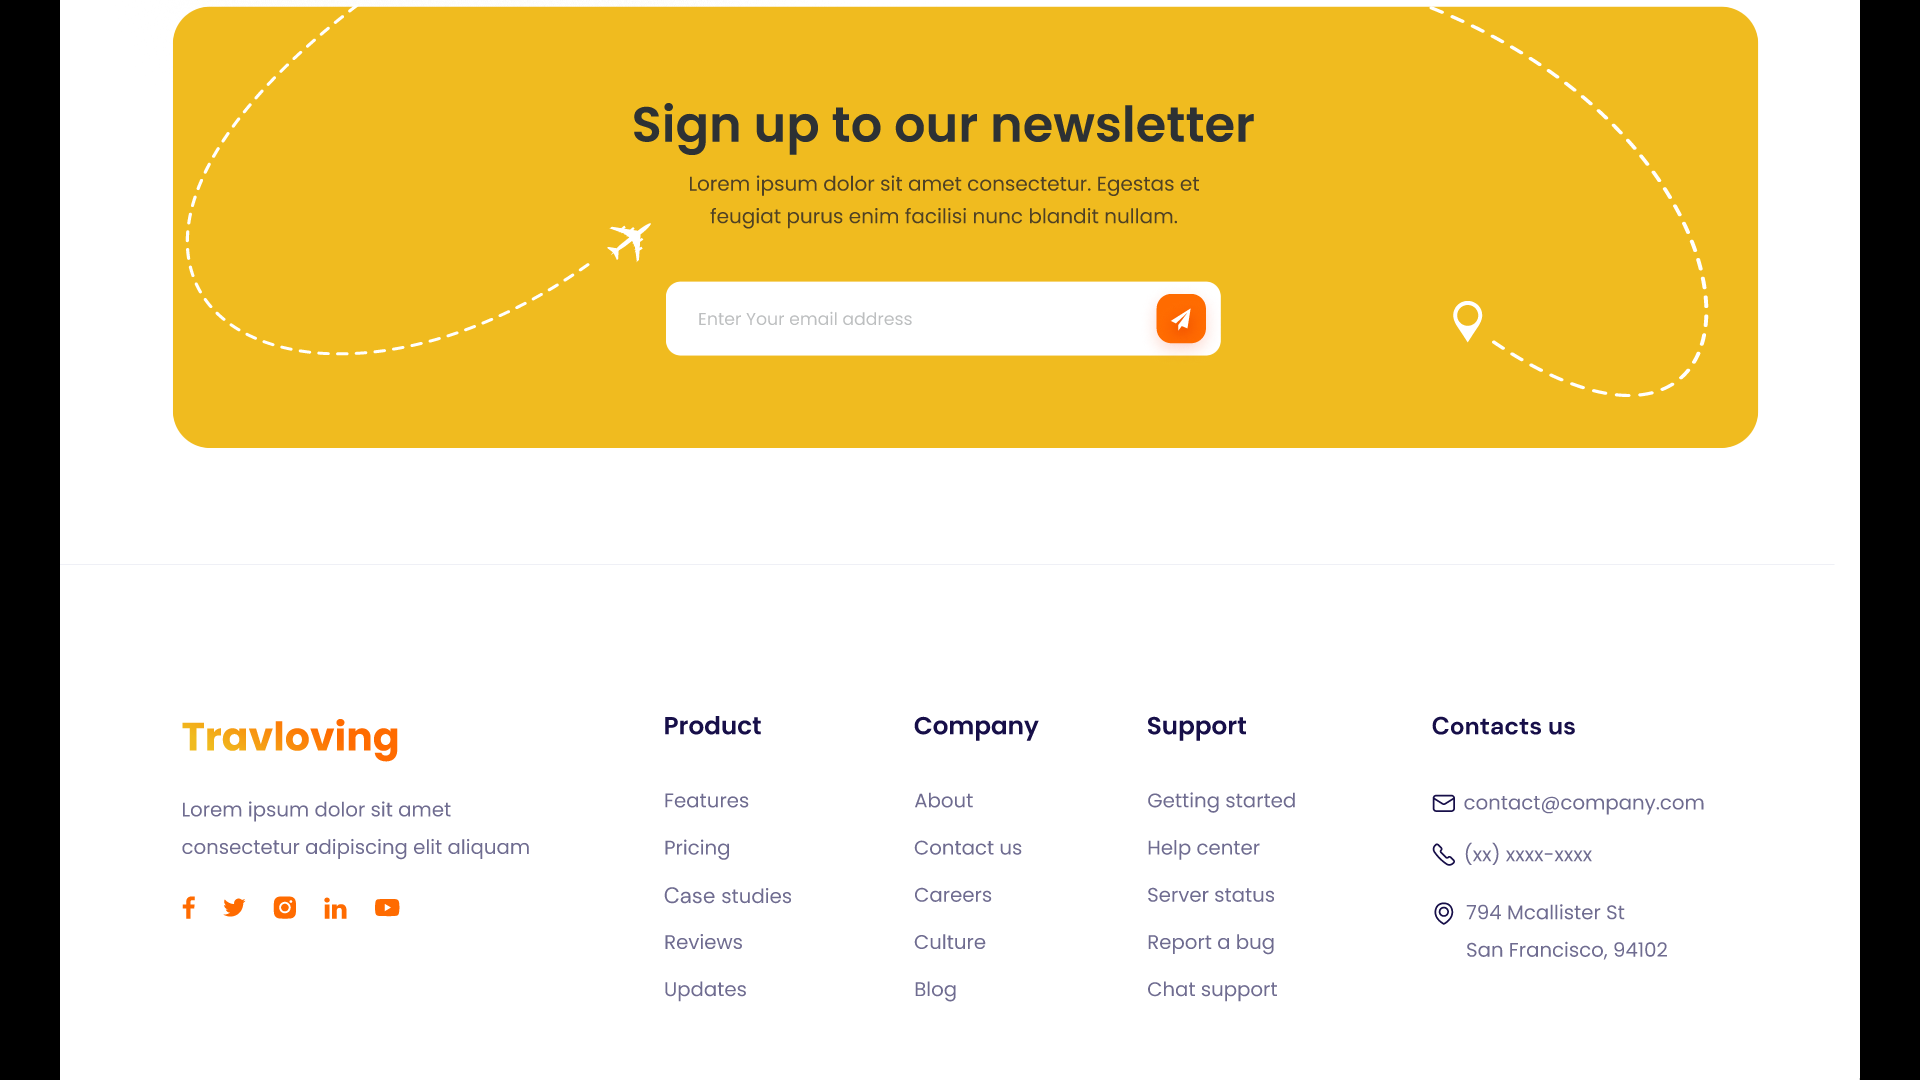 Sign up to our newsletter
Lorem ipsum dolor sit amet consectetur. Egestas et
feugiat purus enim facilisi nunc blandit nullam.
Enter Your email address
Travloving
Lorem ipsum dolor sit amet
consectetur adipiscing elit aliquam
Product
Features
Pricing
Case studies
Reviews
Updates
Company
About
Contact us
Careers
Culture
Blog
Support
Getting started
Help center
Server status
Report a bug
Chat support
Contacts us
contact@company.com
(xx) xxxx-xxxx
794 Mcallister St
San Francisco, 94102